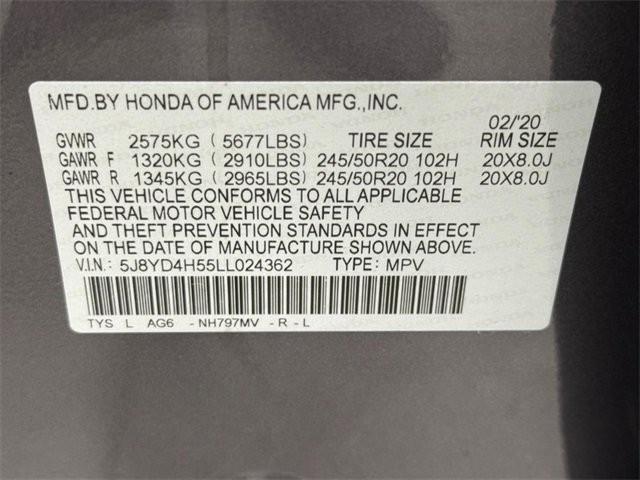 MFD.BY HONDA OF AMERICA MFG.,INC.
02/'20
GVWR 2575KG (5677LBS) TIRE SIZE RIM SIZE
GAWR F 1320KG (2910LBS) 245/50R20 102H 20X8.0J
GAWR R 1345KG (2965LBS) 245/50R20 102H 20X8.0J
THIS VEHICLE CONFORMS TO ALL APPLICABLE
FEDERAL MOTOR VEHICLE SAFETY
AND THEFT PREVENTION STANDARDS IN EFFECT
ON THE DATE OF MANUFACTURE SHOWN ABOVE.
V.I.N.: 5J8YD4H55LL024362 TYPE: MPV
TYS L AG6 -NH797MV -R-L